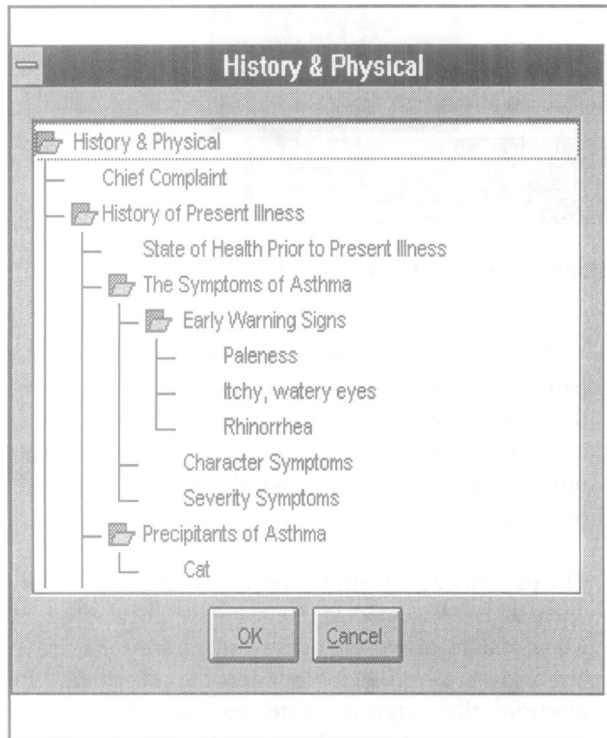 History & Physical
History & Physical
Chief Complaint
History of Present Illness
State of Health Prior to Present Illness
The Symptoms of Asthma
Early Warning Signs
Paleness
Itchy, watery eyes
Rhinorrhea
Character Symptoms
Severity Symptoms
Precipitants of Asthma
Cat
OK Cancel